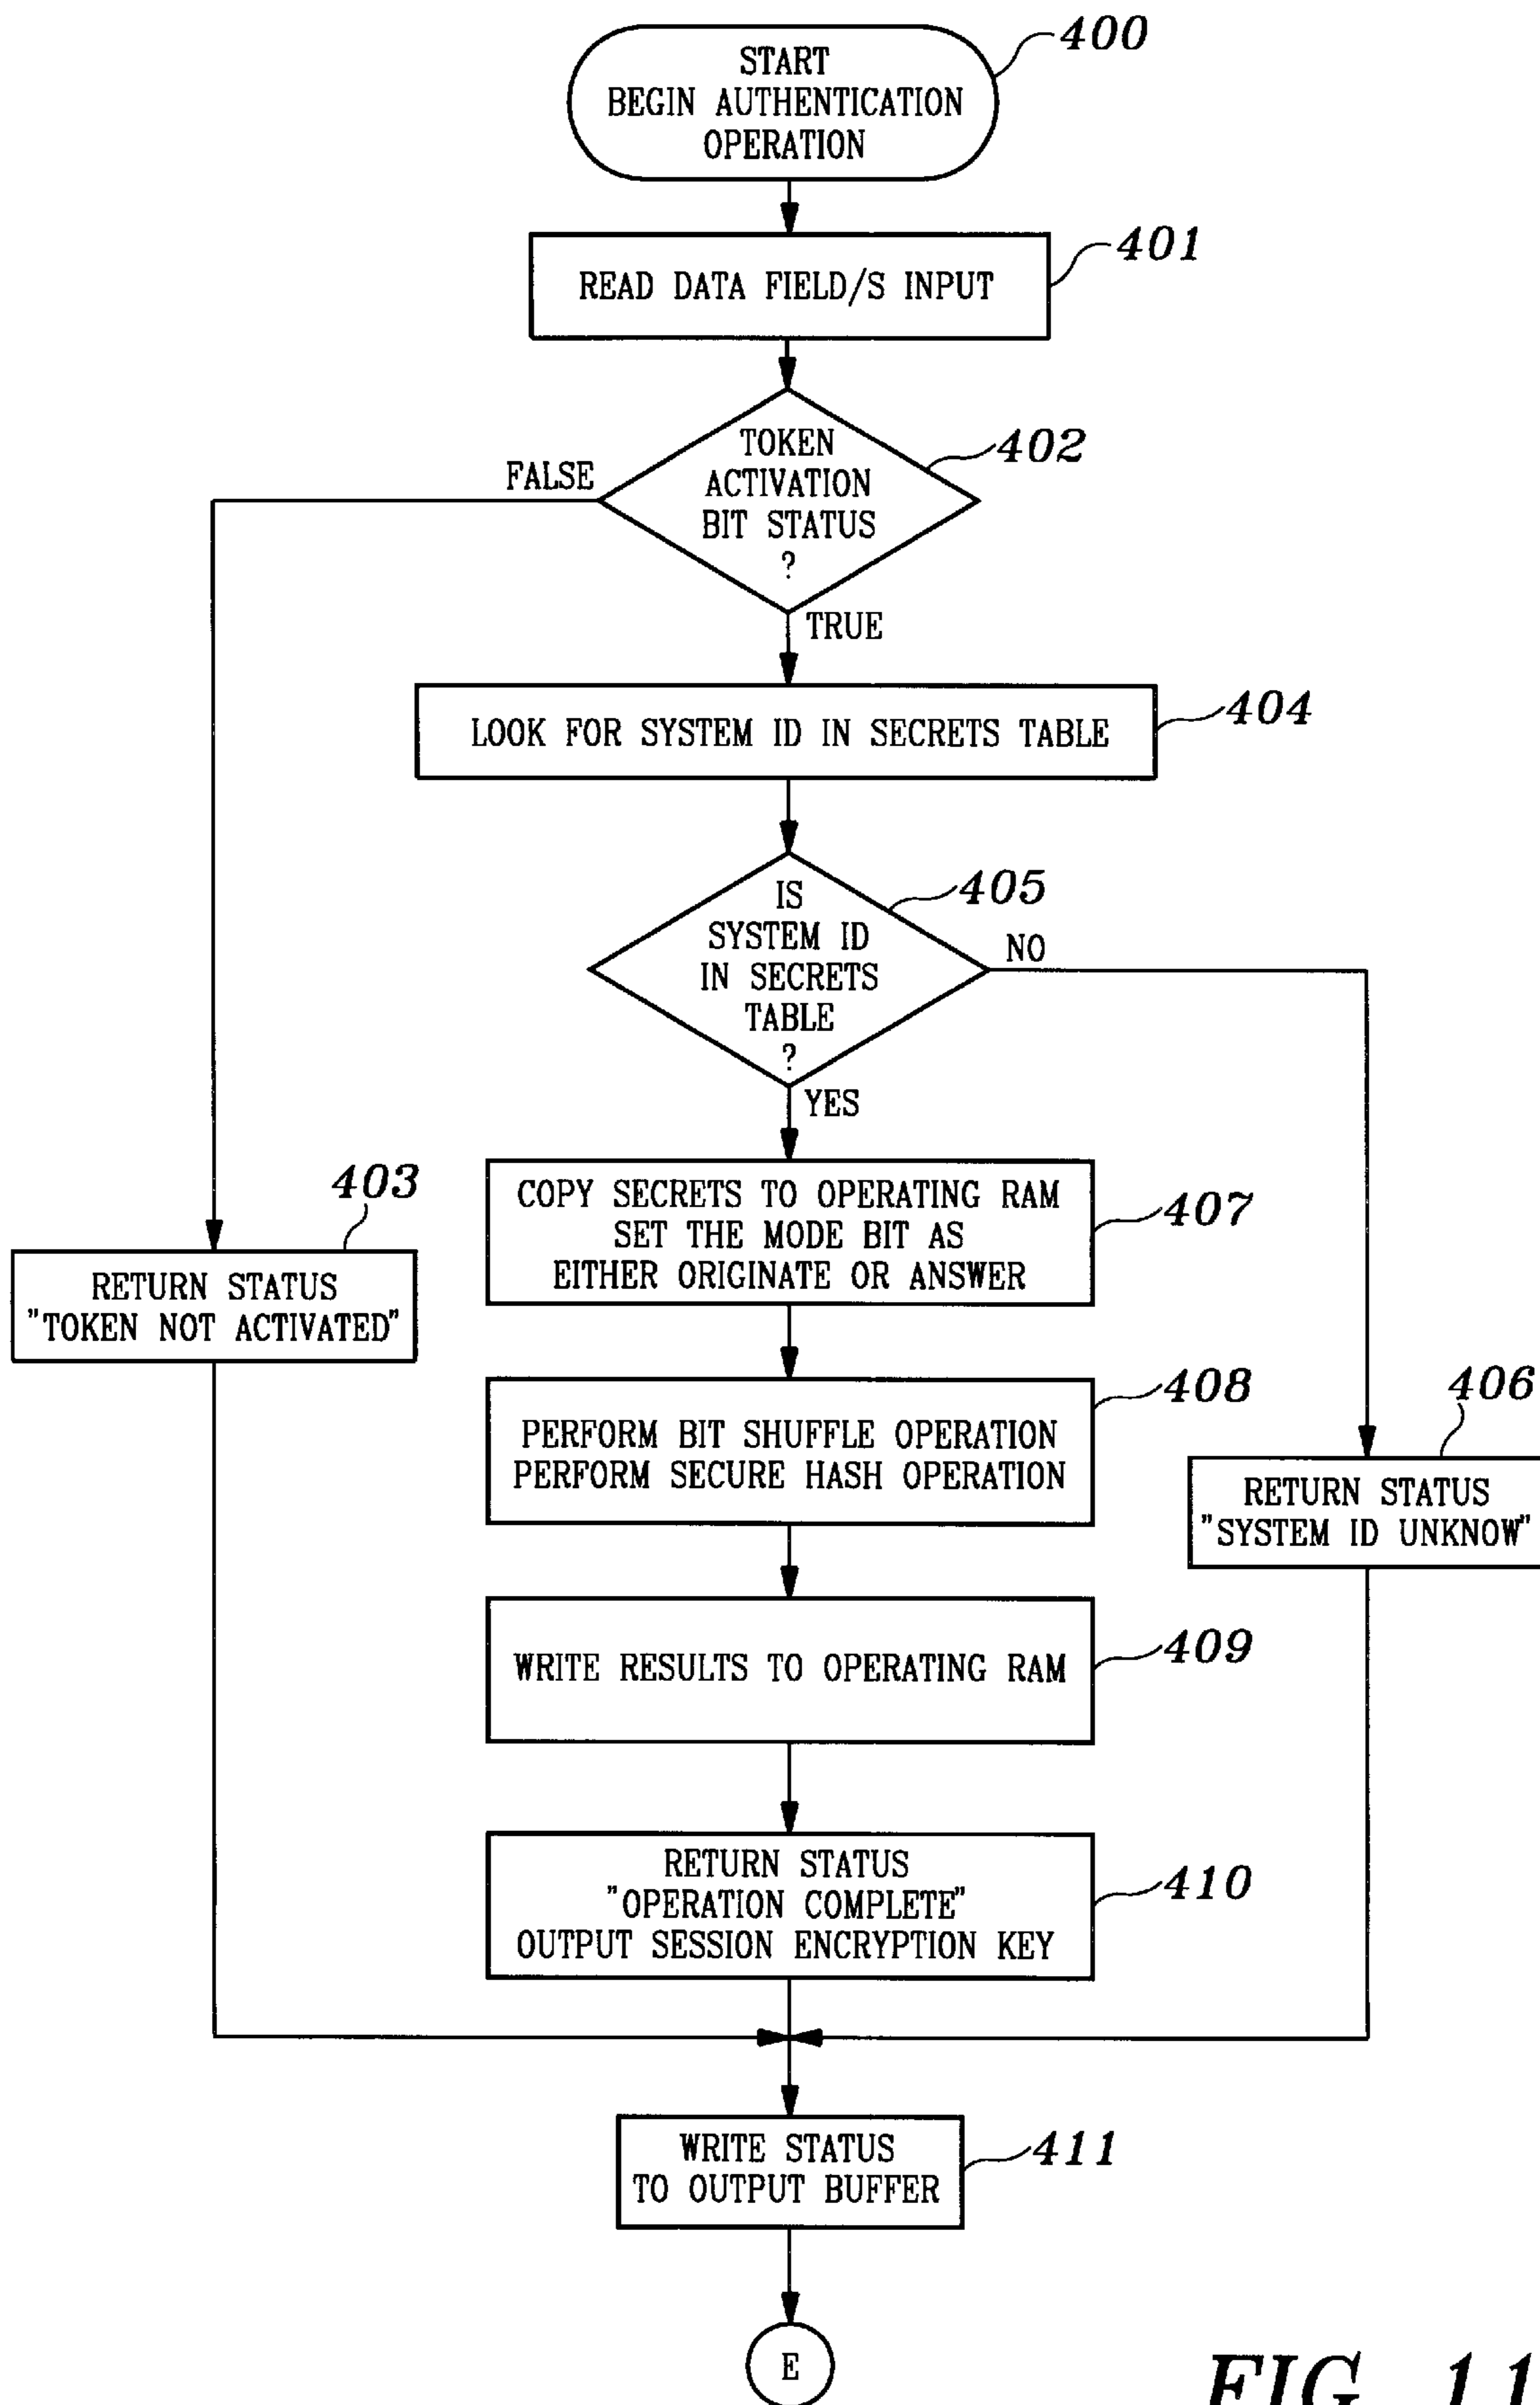 400
START
BEGIN AUTHENTICATION
OPERATION
401
READ DATA FIELD/S INPUT
402
TOKEN
ACTIVATION
BIT STATUS
?
FALSE
TRUE
404
LOOK FOR SYSTEM ID IN SECRETS TABLE
405
IS
SYSTEM ID
IN SECRETS
TABLE
?
NO
YES
403
RETURN STATUS
"TOKEN NOT ACTIVATED"
407
COPY SECRETS TO OPERATING RAM
SET THE MODE BIT AS
EITHER ORIGINATE OR ANSWER
408
PERFORM BIT SHUFFLE OPERATION
PERFORM SECURE HASH OPERATION
406
RETURN STATUS
"SYSTEM ID UNKNOW"
409
WRITE RESULTS TO OPERATING RAM
410
RETURN STATUS
"OPERATION COMPLETE"
OUTPUT SESSION ENCRYPTION KEY
411
WRITE STATUS
TO OUTPUT BUFFER
E
FIG. 11